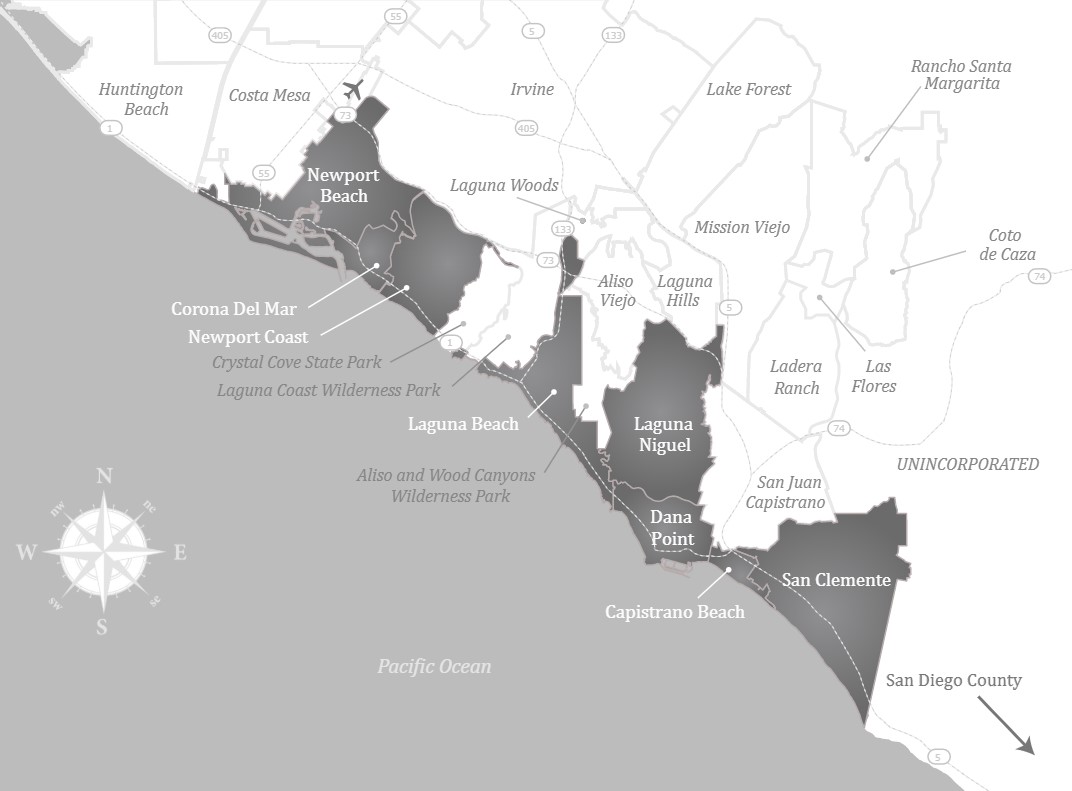 55
405
5
133
Rancho Santa
Margarita
Huntington
Beach
Costa Mesa
Irvine
Lake Forest
73
1
405
55
Newport
Beach
Laguna Woods
133
Mission Viejo
Coto
de Caza
73
74
Aliso
Viejo
Laguna
Hills
5
Corona Del Mar
Newport Coast
1
Crystal Cove State Park
Laguna Coast Wilderness Park
Ladera
Ranch
Las
Flores
Laguna Beach
Laguna
Niguel
74
UNINCORPORATED
Aliso and Wood Canyons
Wilderness Park
San Juan
Capistrano
N
nw
ne
W
E
sw
se
S
Dana
Point
San Clemente
Capistrano Beach
Pacific Ocean
San Diego County
5